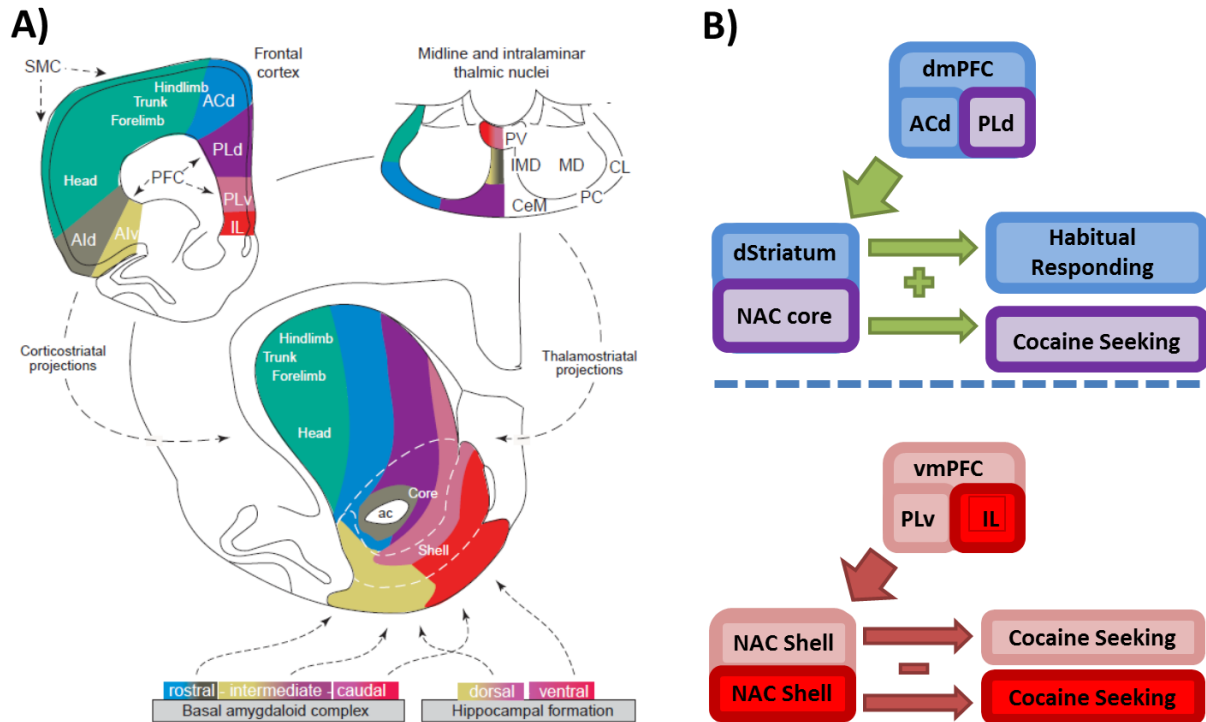 A)
SMC
Frontal
cortex
Hindlimb
Trunk
Forelimb
Head
ACd
PLd
PFC
PLv
IL
AId
AIv
Midline and intralaminar
thalmic nuclei
PV
IMD
MD
CL
PC
CeM
Corticostriatal
projections
Thalamostriatal
projections
Hindlimb
Trunk
Forelimb
Head
Core
ac
Shell
rostral - intermediate - caudal
Basal amygdaloid complex
dorsal ventral
Hippocampal formation
B)
dmPFC
ACd PLd
dStriatum
NAC core
Habitual
Responding
Cocaine Seeking
vmPFC
PLv IL
NAC Shell
Cocaine Seeking
NAC Shell
Cocaine Seeking